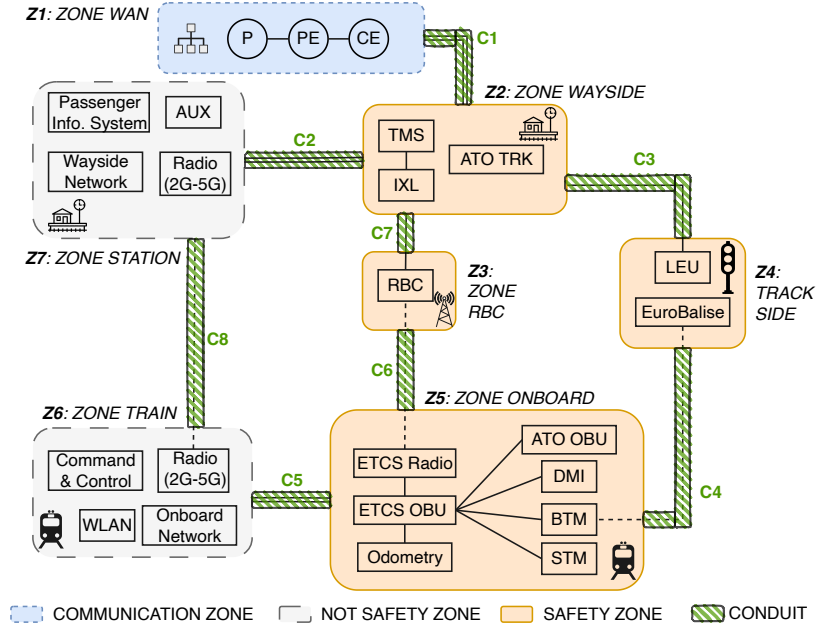 Z1: ZONE WAN
P
PE
CE
C1
Z2: ZONE WAYSIDE
Passenger
Info. System
AUX
Wayside
Network
Radio
(2G-5G)
C2
TMS
IXL
ATO TRK
C3
Z7: ZONE STATION
C7
RBC
Z3:
ZONE
RBC
LEU
EuroBalise
Z4:
TRACK
SIDE
C8
C6
Z6: ZONE TRAIN
Z5: ZONE ONBOARD
Command
& Control
Radio
(2G-5G)
WLAN
Onboard
Network
C5
ETCS Radio
ETCS OBU
Odometry
ATO OBU
DMI
BTM
STM
C4
COMMUNICATION ZONE
NOT SAFETY ZONE
SAFETY ZONE
CONDUIT